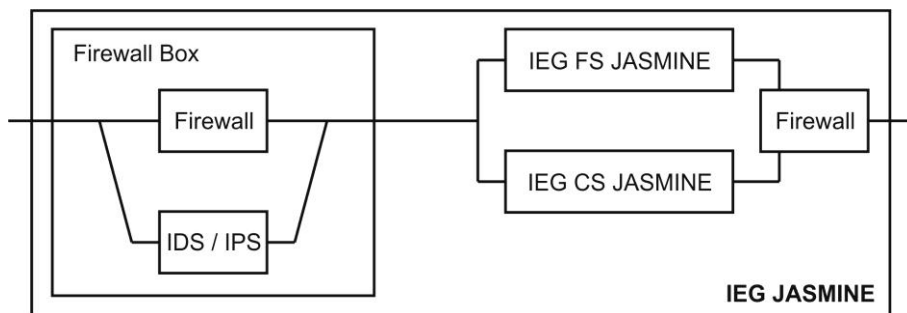 Firewall Box
IEG FS JASMINE
Firewall
Firewall
IEG CS JASMINE
IDS / IPS
IEG JASMINE